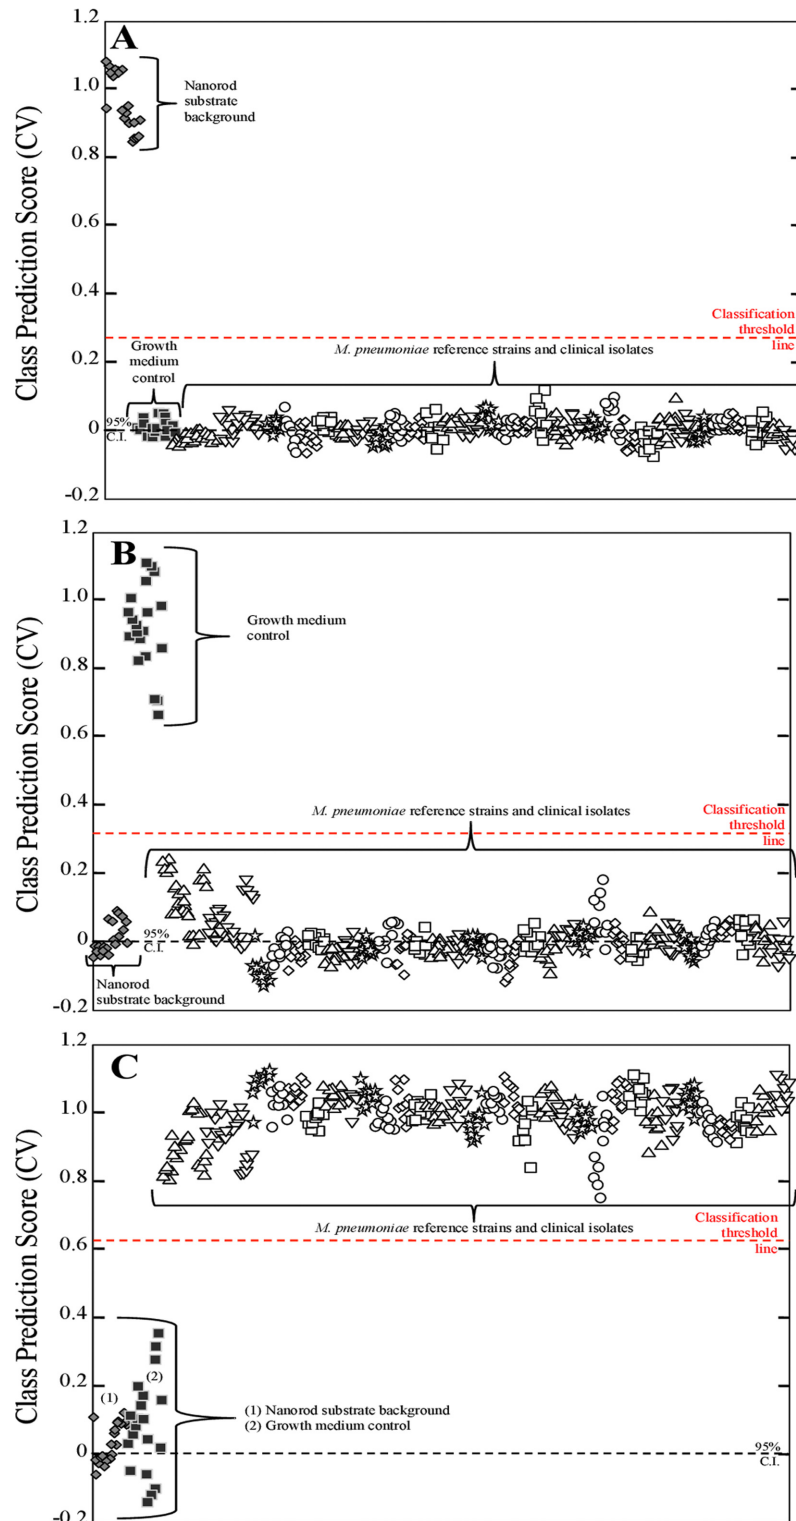 A
Class Prediction Score (CV)
1.2
1.0
0.8
0.6
0.4
0.2
0
-0.2
Nanorod
substrate
background
Classification
threshold
line
Growth
medium
control
M. pneumoniae reference strains and clinical isolates
95%
C.I.
B
Class Prediction Score (CV)
1.2
1.0
0.8
0.6
0.4
0.2
0
-0.2
Growth medium
control
M. pneumoniae reference strains and clinical isolates
Classification
threshold
line
95%
C.I.
Nanorod
substrate background
C
Class Prediction Score (CV)
1.2
1.0
0.8
0.6
0.4
0.2
0
-0.2
M. pneumoniae reference strains and clinical isolates
Classification
threshold
line
(1)
(2)
(1) Nanorod substrate background
(2) Growth medium control
95%
C.I.